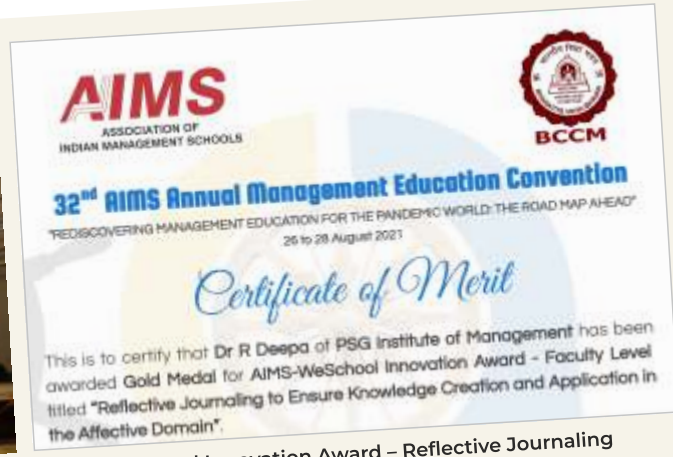 AIMS
ASSOCIATION OF
INDIAN MANAGEMENT SCHOOLS
BCCM
32nd AIMS Annual Management Education Convention
"REDISCOVERING MANAGEMENT EDUCATION FOR THE PANDEMIC WORLD: THE ROAD MAP AHEAD"
26 to 28 August 2021
Certificate of Merit
This is to certify that Dr R Deepa of PSG Institute of Management has been
awarded Gold Medal for AIMS-WeSchool Innovation Award - Faculty Level
titled "Reflective Journaling to Ensure Knowledge Creation and Application in
the Affective Domain".
Innovation Award – Reflective Journaling